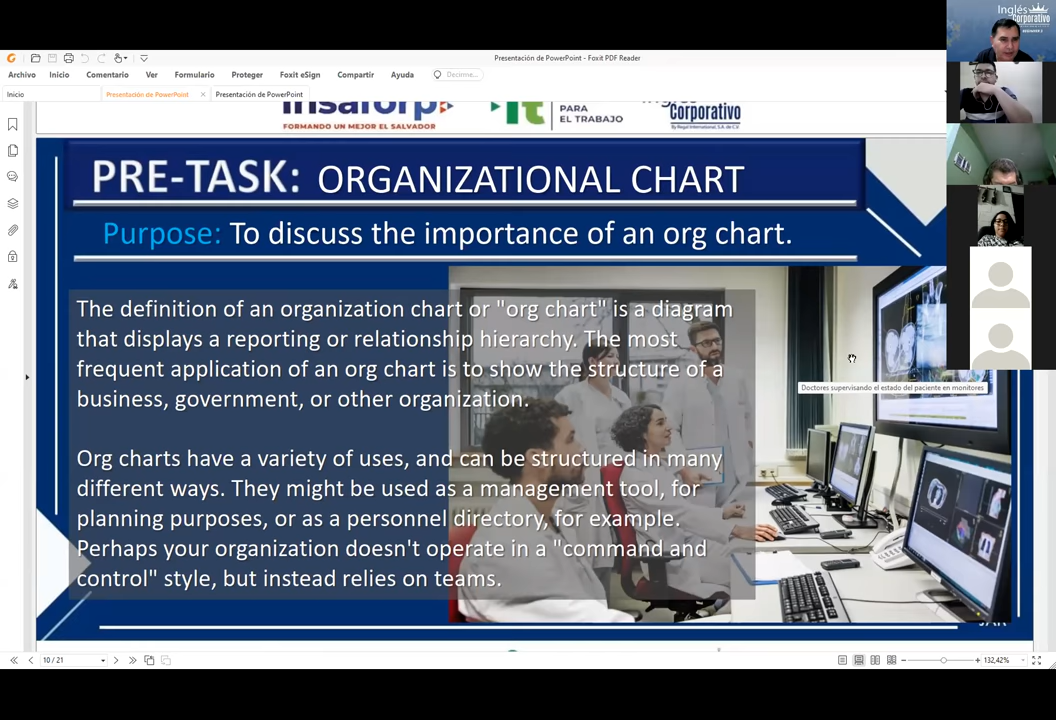 Inglés
Corporativo
BEGINNER 2
Presentación de PowerPoint - Foxit PDF Reader
Archivo Inicio Comentario Ver Formulario Proteger Foxit eSign Compartir Ayuda Decime...
Inicio Presentación de PowerPoint Presentación de PowerPoint
insaforp
FORMANDO UN MEJOR EL SALVADOR
PARA
EL TRABAJO
Inglés
Corporativo
PRE-TASK: ORGANIZATIONAL CHART
Purpose: To discuss the importance of an org chart.
The definition of an organization chart or "org chart" is a diagram
that displays a reporting or relationship hierarchy. The most
frequent application of an org chart is to show the structure of a
business, government, or other organization.
Org charts have a variety of uses, and can be structured in many
different ways. They might be used as a management tool, for
planning purposes, or as a personnel directory, for example.
Perhaps your organization doesn't operate in a "command and
control" style, but instead relies on teams.
Doctores supervisando el estado del paciente en monitores
10 / 21
132,42%